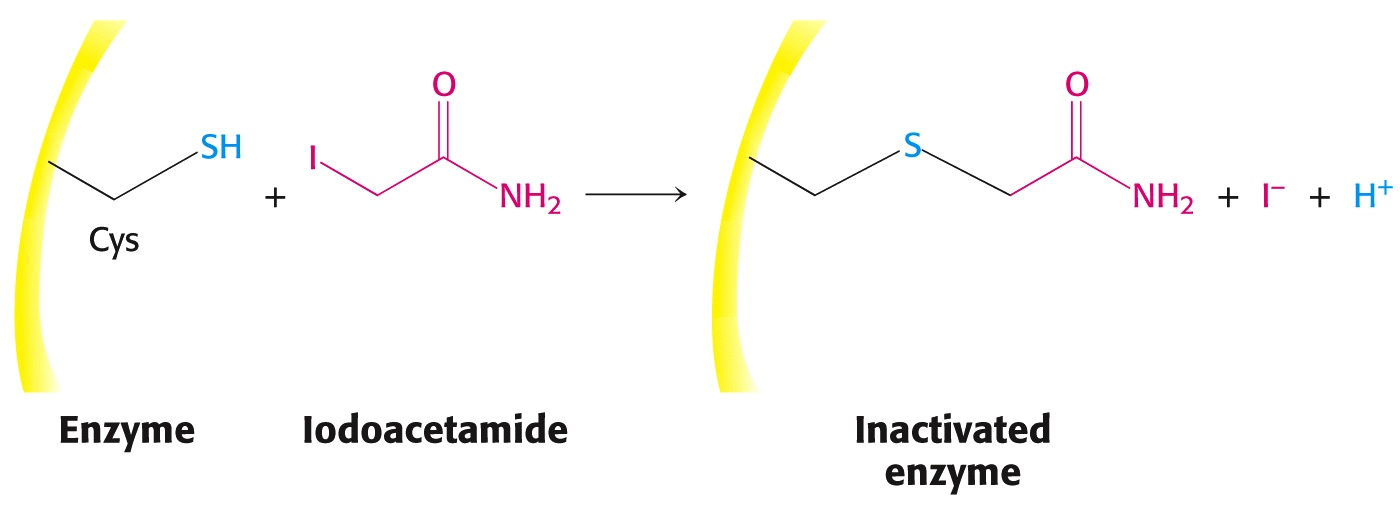 O
O
SH
I
S
NH₂
+
NH₂ + I⁻ + H⁺
Cys
Enzyme
Iodoacetamide
Inactivated
enzyme